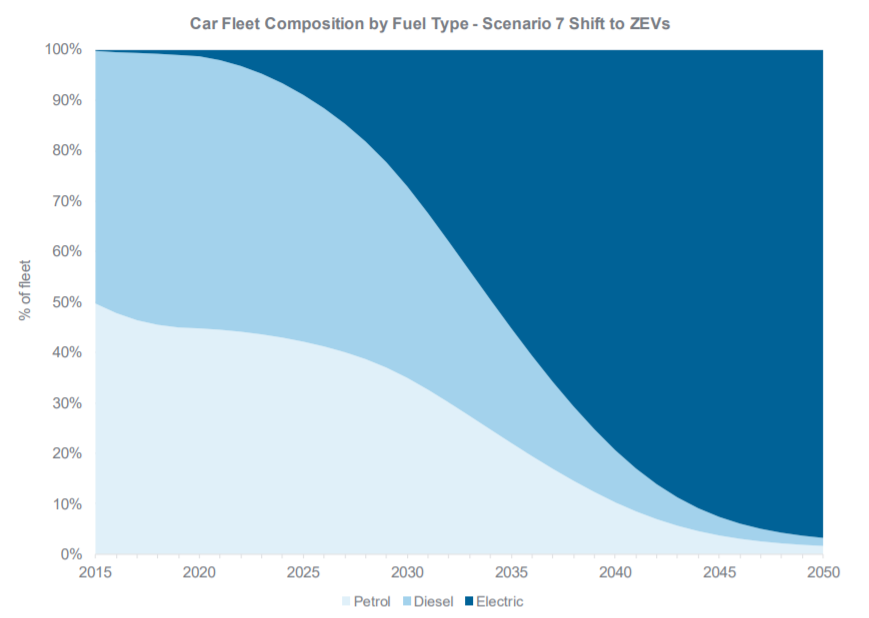 Car Fleet Composition by Fuel Type - Scenario 7 Shift to ZEVs
100%
90%
80%
70%
60%
50%
40%
30%
20%
10%
0%
% of fleet
2015 2020 2025 2030 2035 2040 2045 2050
Petrol Diesel Electric